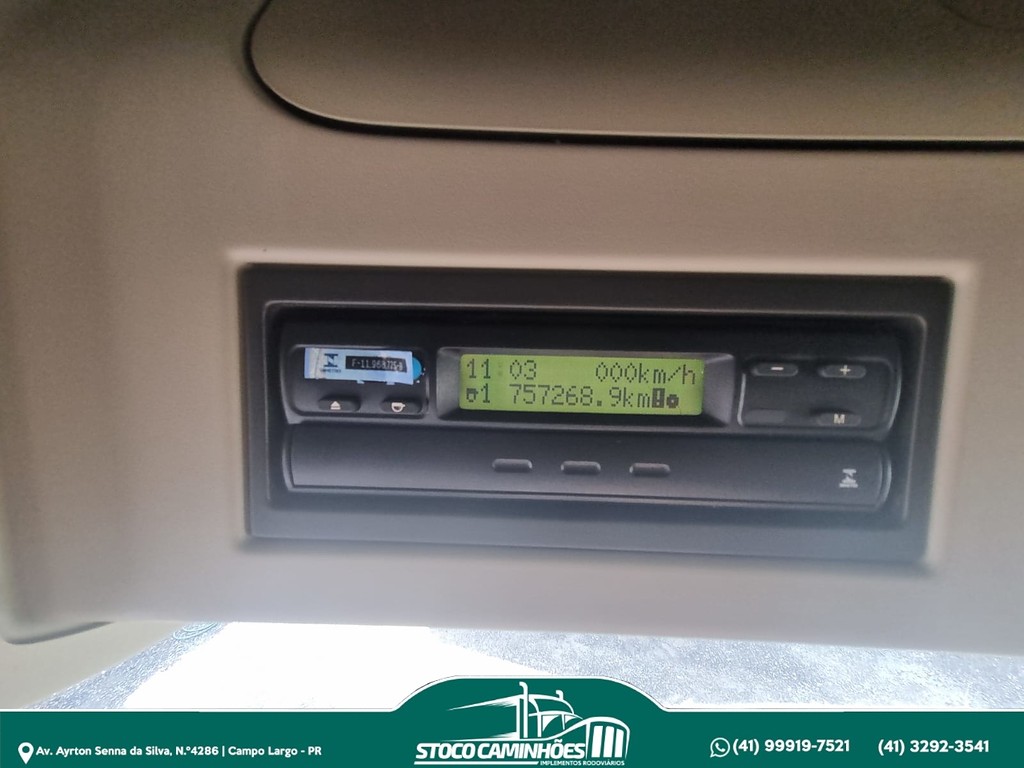 11:03 000km/h
1 757268.9km
- +
M
Av. Ayrton Senna da Silva, N.°4286 | Campo Largo - PR
STOCO CAMINHÕES
IMPLEMENTOS RODOVIÁRIOS
(41) 99919-7521 (41) 3292-3541